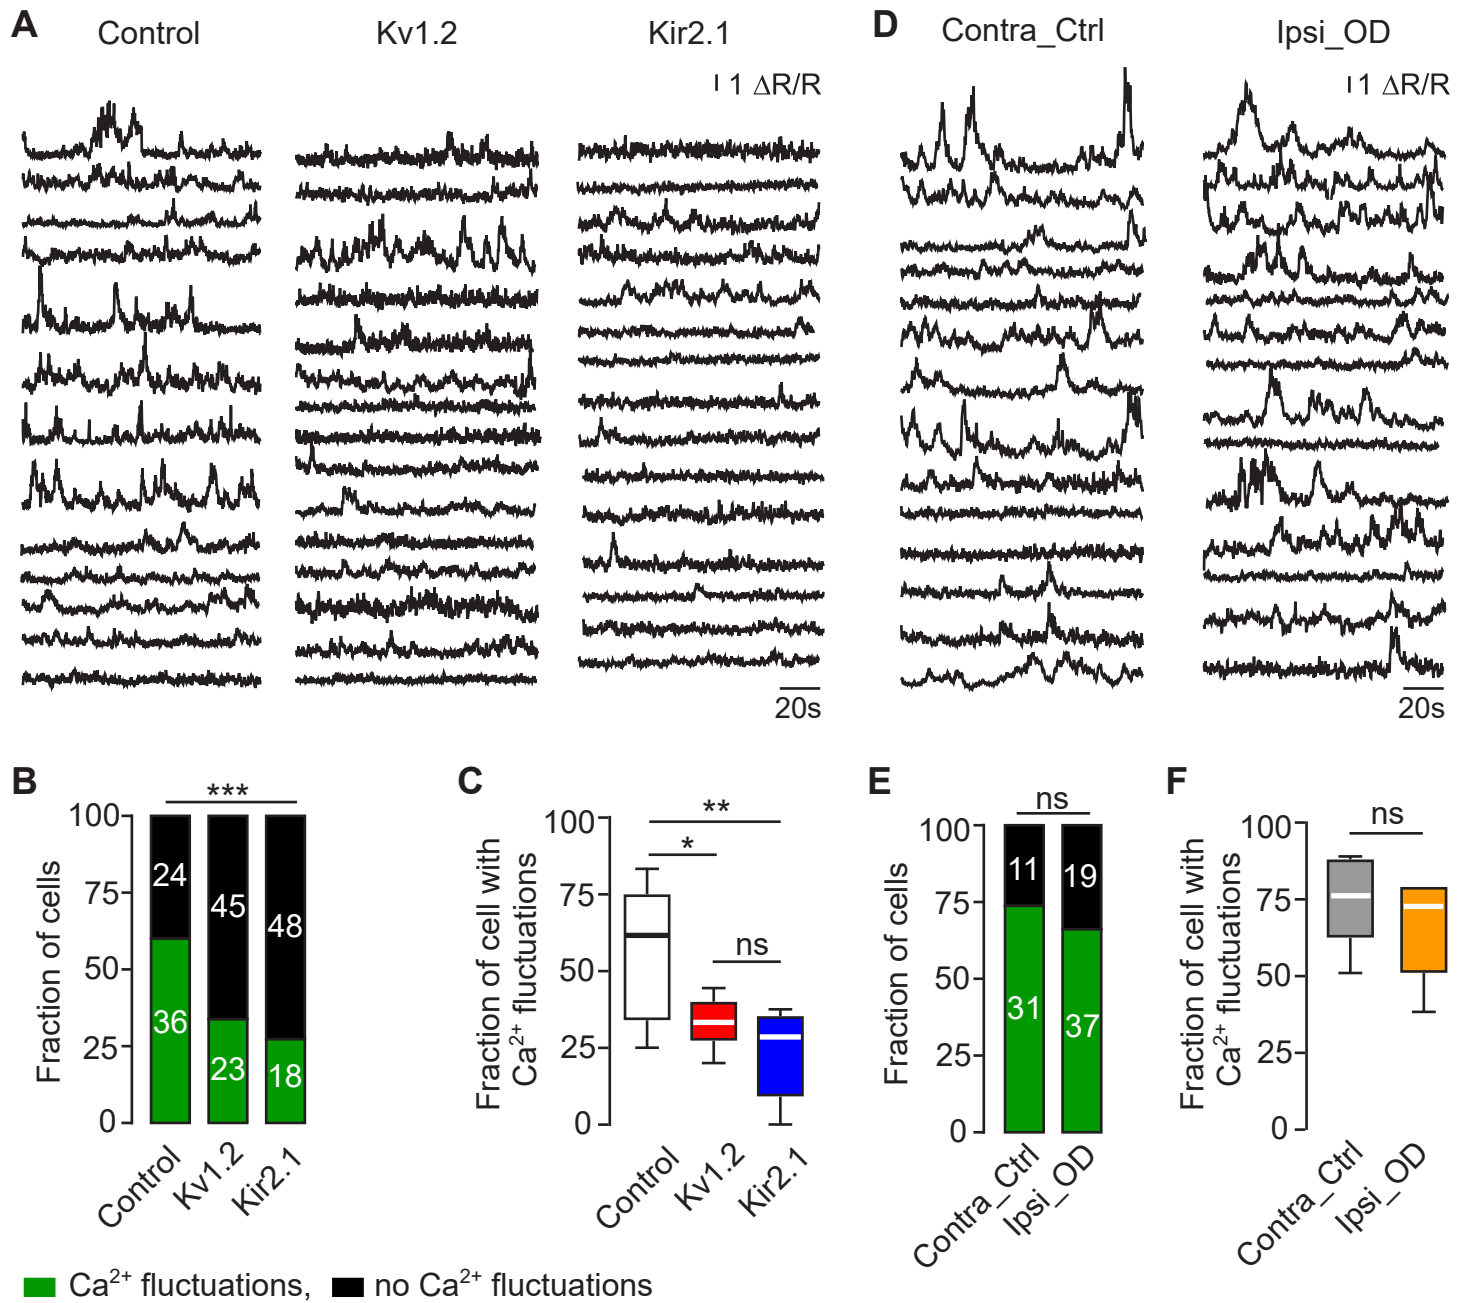 A
Control
Kv1.2
Kir2.1
1 ΔR/R
20s
D
Contra_Ctrl
Ipsi_OD
1 ΔR/R
20s
B
Fraction of cells
100
75
50
25
0
***
24
45
48
36
23
18
Control
Kv1.2
Kir2.1
C
Fraction of cell with
Ca²⁺ fluctuations
100
75
50
25
0
**
*
ns
Control
Kv1.2
Kir2.1
E
Fraction of cells
100
75
50
25
0
ns
11
19
31
37
Contra_Ctrl
Ipsi_OD
F
Fraction of cell with
Ca²⁺ fluctuations
100
75
50
25
0
ns
Contra_Ctrl
Ipsi_OD
Ca²⁺ fluctuations, no Ca²⁺ fluctuations